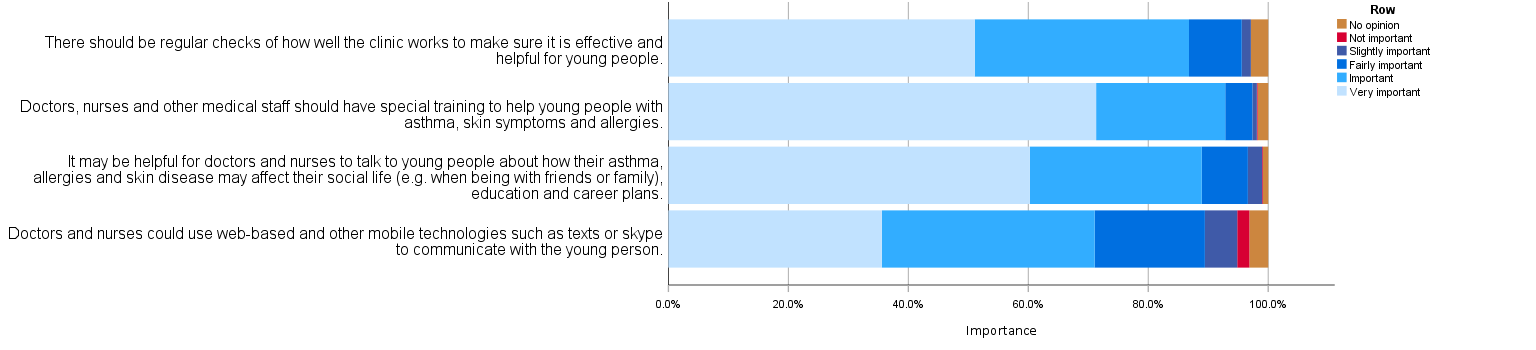 There should be regular checks of how well the clinic works to make sure it is effective and
helpful for young people.
Doctors, nurses and other medical staff should have special training to help young people with
asthma, skin symptoms and allergies.
It may be helpful for doctors and nurses to talk to young people about how their asthma,
allergies and skin disease may affect their social life (e.g. when being with friends or family),
education and career plans.
Doctors and nurses could use web-based and other mobile technologies such as texts or skype
to communicate with the young person.
0.0%
20.0%
40.0%
60.0%
80.0%
100.0%
Importance
Row
No opinion
Not important
Slightly important
Fairly important
Important
Very important